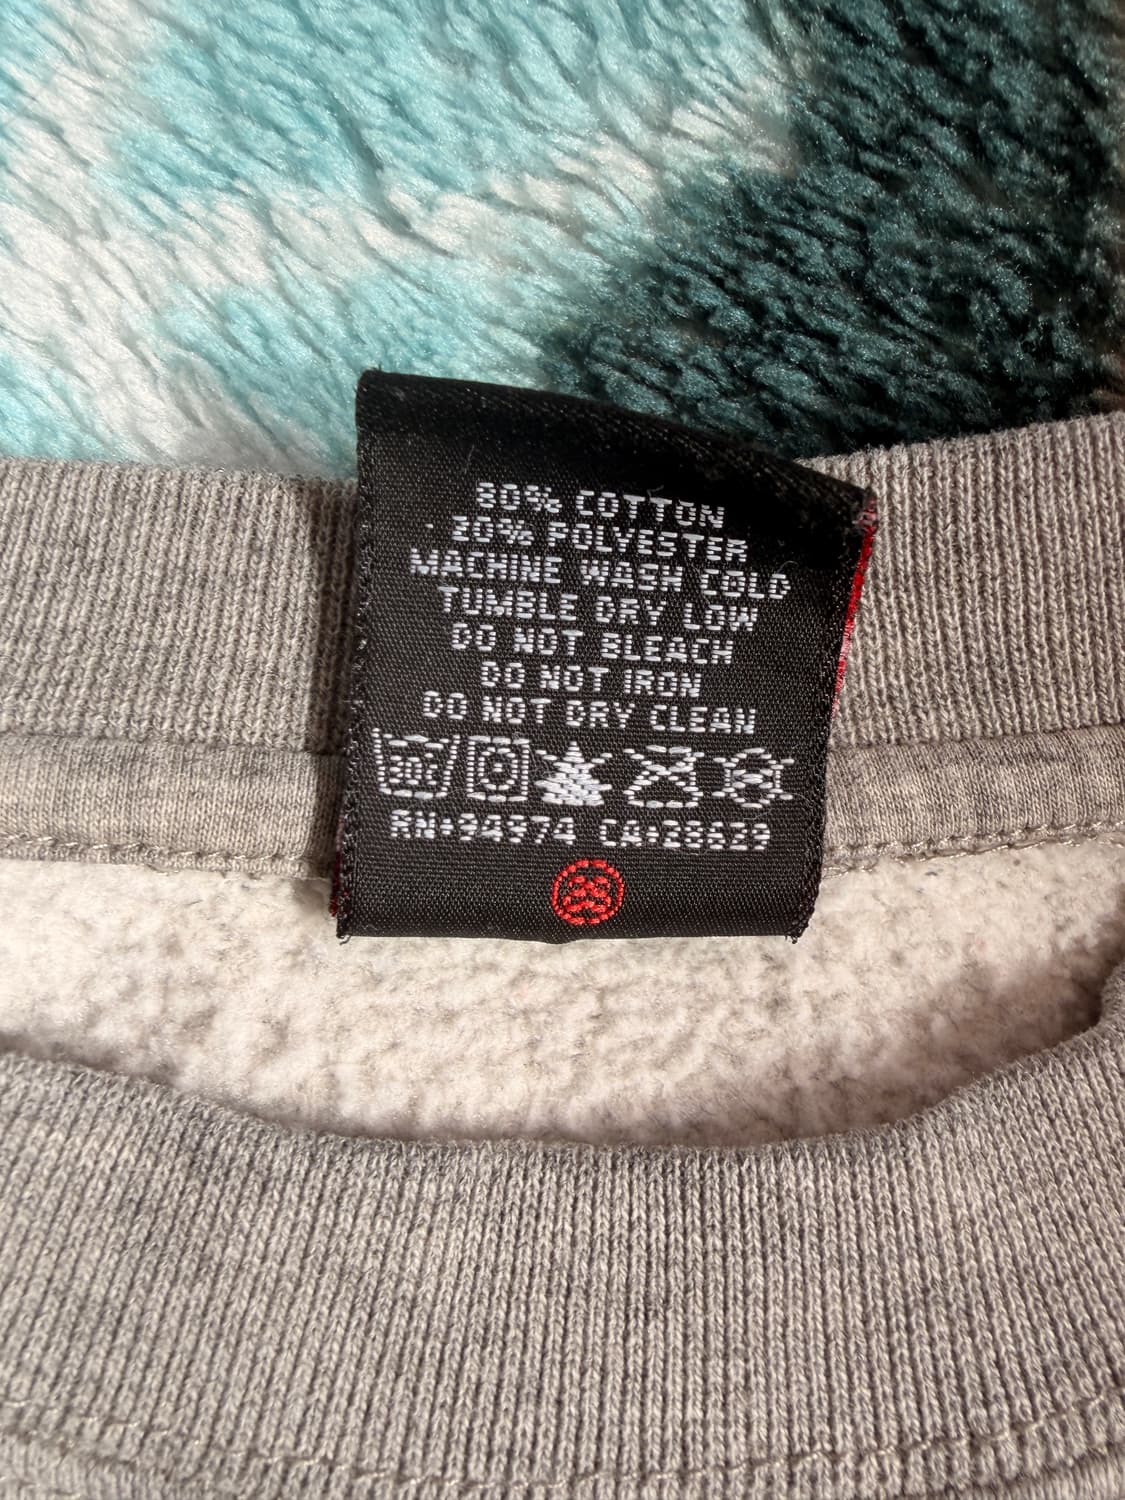 80% COTTON
20% POLYESTER
MACHINE WASH COLD
TUMBLE DRY LOW
DO NOT BLEACH
DO NOT IRON
DO NOT DRY CLEAN
30c
RN#94974 CA#28629